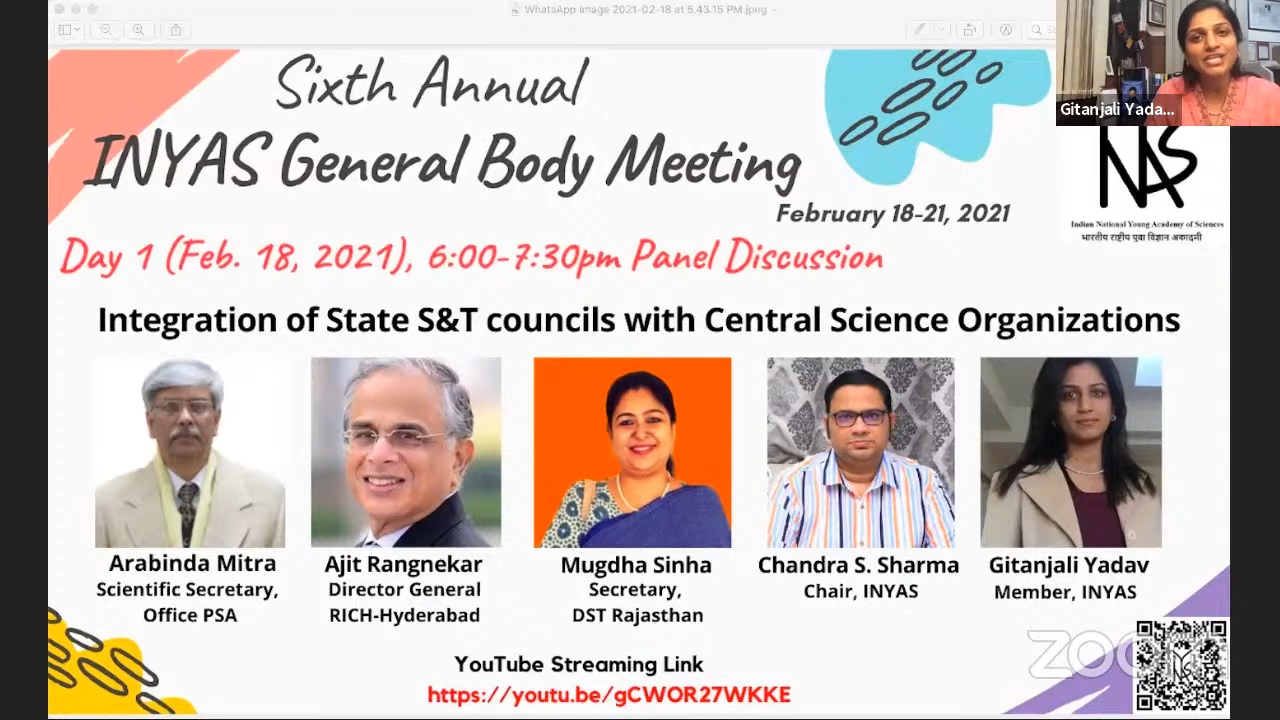 WhatsApp Image 2021-02-18 at 5.43.15 PM.jpeg
Gitanjali Yada...
Sixth Annual
INYAS General Body Meeting
February 18-21, 2021
NAS
Indian National Young Academy of Sciences
भारतीय राष्ट्रीय युवा विज्ञान अकादमी
Day 1 (Feb. 18, 2021), 6:00-7:30pm Panel Discussion
Integration of State S&T councils with Central Science Organizations
Arabinda Mitra
Scientific Secretary,
Office PSA
Ajit Rangnekar
Director General
RICH-Hyderabad
Mugdha Sinha
Secretary,
DST Rajasthan
Chandra S. Sharma
Chair, INYAS
Gitanjali Yadav
Member, INYAS
YouTube Streaming Link
https://youtu.be/gCWOR27WKKE
zoom